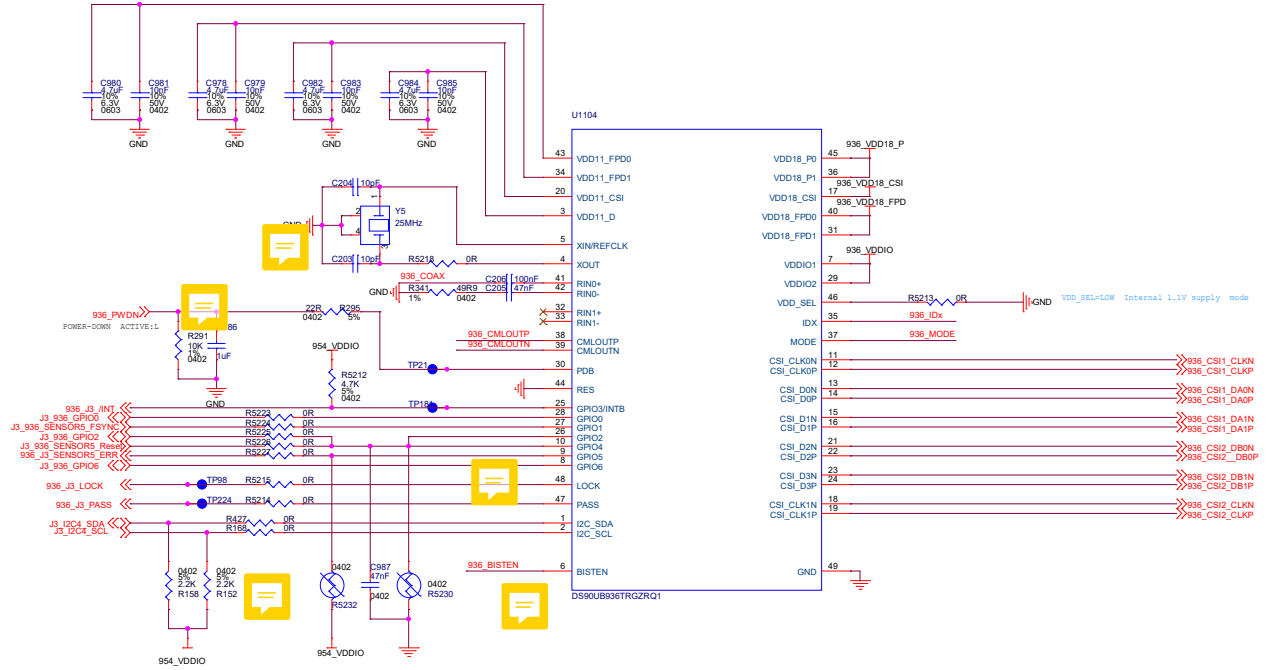 C980
4.7uF
10%
6.3V
0603
C981
10nF
10%
50V
0402
C978
4.7uF
10%
6.3V
0603
C979
10nF
10%
50V
0402
C982
4.7uF
10%
6.3V
0603
C983
10nF
10%
50V
0402
C984
4.7uF
10%
6.3V
0603
C985
10nF
10%
50V
0402
GND
GND
GND
GND
U1104
43 VDD11_FPD0
34 VDD11_FPD1
20 VDD11_CSI
3 VDD11_D
5 XIN/REFCLK
4 XOUT
41 RIN0+
42 RIN0-
32 RIN1+
33 RIN1-
38 CMLOUTP
39 CMLOUTN
30 PDB
44 RES
25 GPIO3/INTB
28 GPIO0
27 GPIO1
26 GPIO2
10 GPIO4
9 GPIO5
8 GPIO6
48 LOCK
47 PASS
1 I2C_SDA
2 I2C_SCL
6 BISTEN
DS90UB936TRGZRQ1
VDD18_P0 45
VDD18_P1 36
VDD18_CSI 17
VDD18_FPD0 40
VDD18_FPD1 31
VDDIO1 7
VDDIO2 29
VDD_SEL 46
IDX 35
MODE 37
CSI_CLK0N 11
CSI_CLK0P 12
CSI_D0N 13
CSI_D0P 14
CSI_D1N 15
CSI_D1P 16
CSI_D2N 21
CSI_D2P 22
CSI_D3N 23
CSI_D3P 24
CSI_CLK1N 18
CSI_CLK1P 19
GND 49
936_VDD18_P
936_VDD18_CSI
936_VDD18_FPD
936_VDDIO
R5213 0R
GND
VDD_SEL=LOW Internal 1.1V supply mode
936_IDx
936_MODE
936_CSI1_CLKN
936_CSI1_CLKP
936_CSI1_DA0N
936_CSI1_DA0P
936_CSI1_DA1N
936_CSI1_DA1P
936_CSI2_DB0N
936_CSI2__DB0P
936_CSI2_DB1N
936_CSI2_DB1P
936_CSI2_CLKN
936_CSI2_CLKP
C204 10pF
1
2
4
3
Y5
25MHz
C203 10pF
R5218 0R
936_COAX
GND
R341 49R9
1% 0402
C206 100nF
C205 47nF
936_PWDN
POWER-DOWN ACTIVE:L
R291
10K
1%
0402
86
1uF
GND
22R R295
0402 5%
936_CMLOUTP
936_CMLOUTN
954_VDDIO
R5212
4.7K
5%
0402
TP21
TP181
936_J3_/INT
J3_936_GPIO0
J3_936_SENSOR5_FSYNC
J3_936_GPIO2
J3_936_SENSOR5_Reset
J3_936_SENSOR5_ERR
J3_936_GPIO6
R5223 0R
R5224 0R
R5225 0R
R5226 0R
R5227 0R
936_J3_LOCK
TP98
R5215 0R
936_J3_PASS
TP224
R5214 0R
J3_I2C4_SDA
J3_I2C4_SCL
R427 0R
R168 0R
0402
5%
2.2K
R158
0402
5%
2.2K
R152
954_VDDIO
0402
R5232
954_VDDIO
C987
47nF
0402
0402
R5230
936_BISTEN